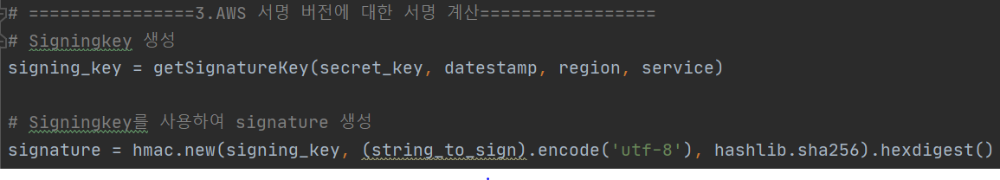 # ================3.AWS 서명 버전에 대한 서명 계산=================
# Signingkey 생성
signing_key = getSignatureKey(secret_key, datestamp, region, service)
# Signingkey를 사용하여 signature 생성
signature = hmac.new(signing_key, (string_to_sign).encode('utf-8'), hashlib.sha256).hexdigest()